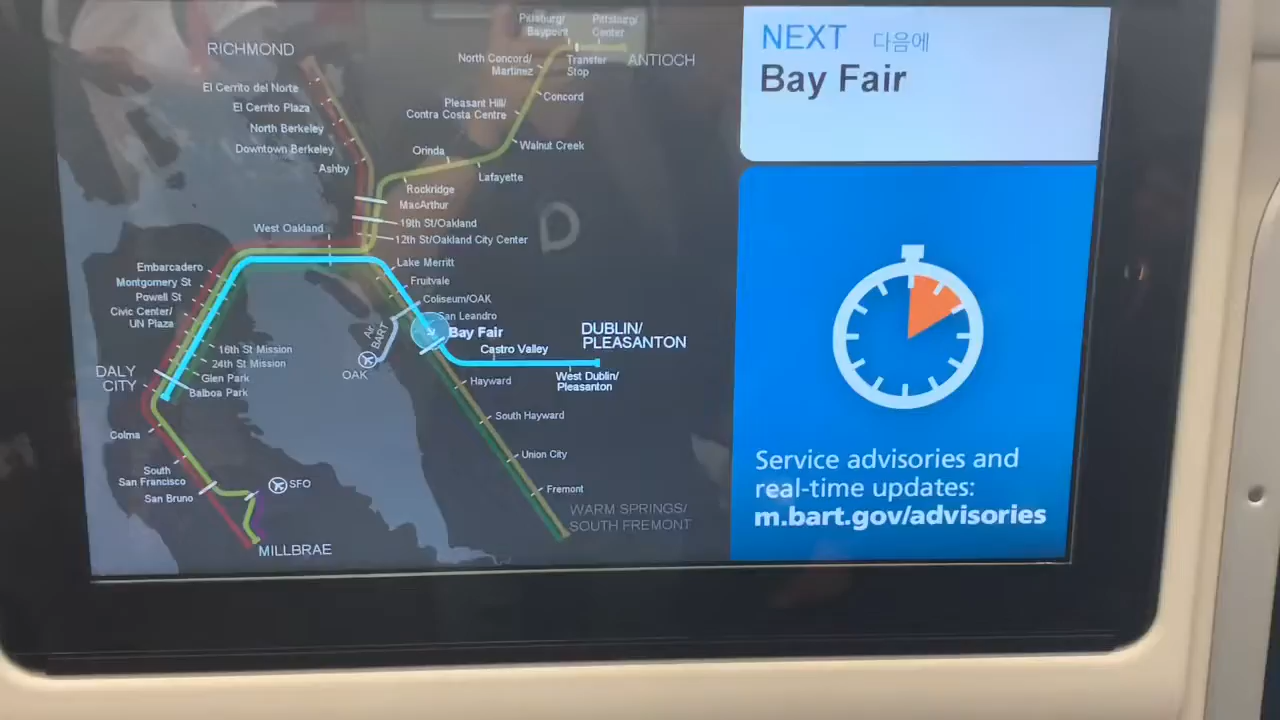 RICHMOND
El Cerrito del Norte
El Cerrito Plaza
North Berkeley
Downtown Berkeley
Ashby
Pittsburg/
Baypoint
Pittsburg/
Center
North Concord/
Martinez
Transfer
Stop
ANTIOCH
Concord
Pleasant Hill/
Contra Costa Centre
Walnut Creek
Orinda
Lafayette
Rockridge
MacArthur
19th St/Oakland
12th St/Oakland City Center
West Oakland
Lake Merritt
Fruitvale
Coliseum/OAK
San Leandro
Bay Fair
Air
BART
OAK
Embarcadero
Montgomery St
Powell St
Civic Center/
UN Plaza
16th St Mission
24th St Mission
Glen Park
Balboa Park
DALY
CITY
Colma
South
San Francisco
San Bruno
SFO
MILLBRAE
DUBLIN/
PLEASANTON
Castro Valley
West Dublin/
Pleasanton
Hayward
South Hayward
Union City
Fremont
WARM SPRINGS/
SOUTH FREMONT
NEXT 다음에
Bay Fair
Service advisories and
real-time updates:
m.bart.gov/advisories